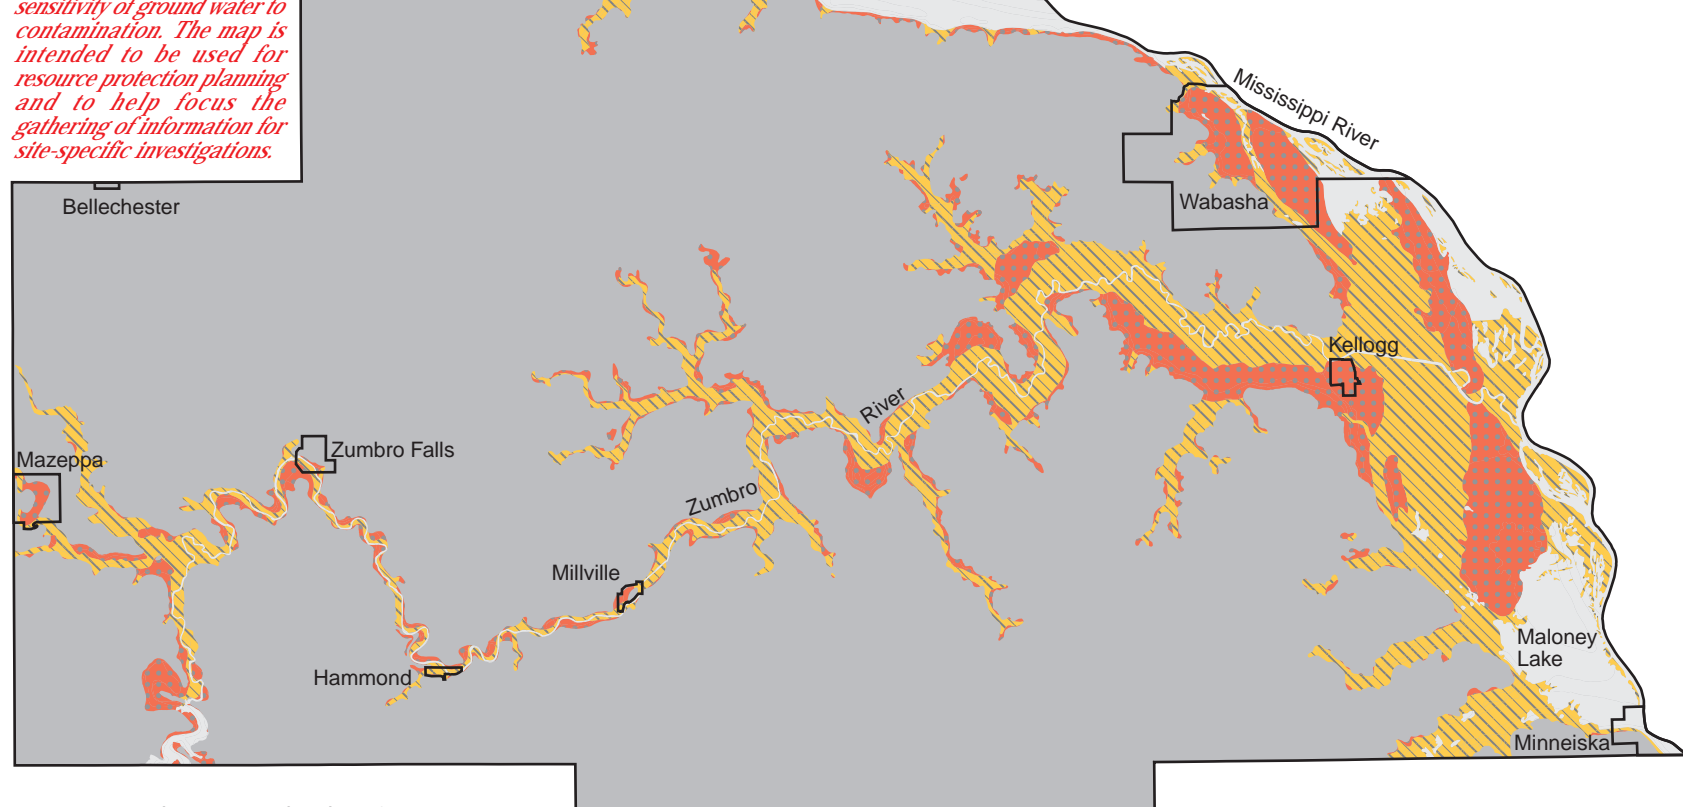 sensitivity of ground water to
contamination. The map is
intended to be used for
resource protection planning
and to help focus the
gathering of information for
site-specific investigations.
Mississippi River
Bellechester
Wabasha
Kellogg
River
Zumbro Falls
Mazeppa
Zumbro
Millville
Maloney
Lake
Hammond
Minneiska